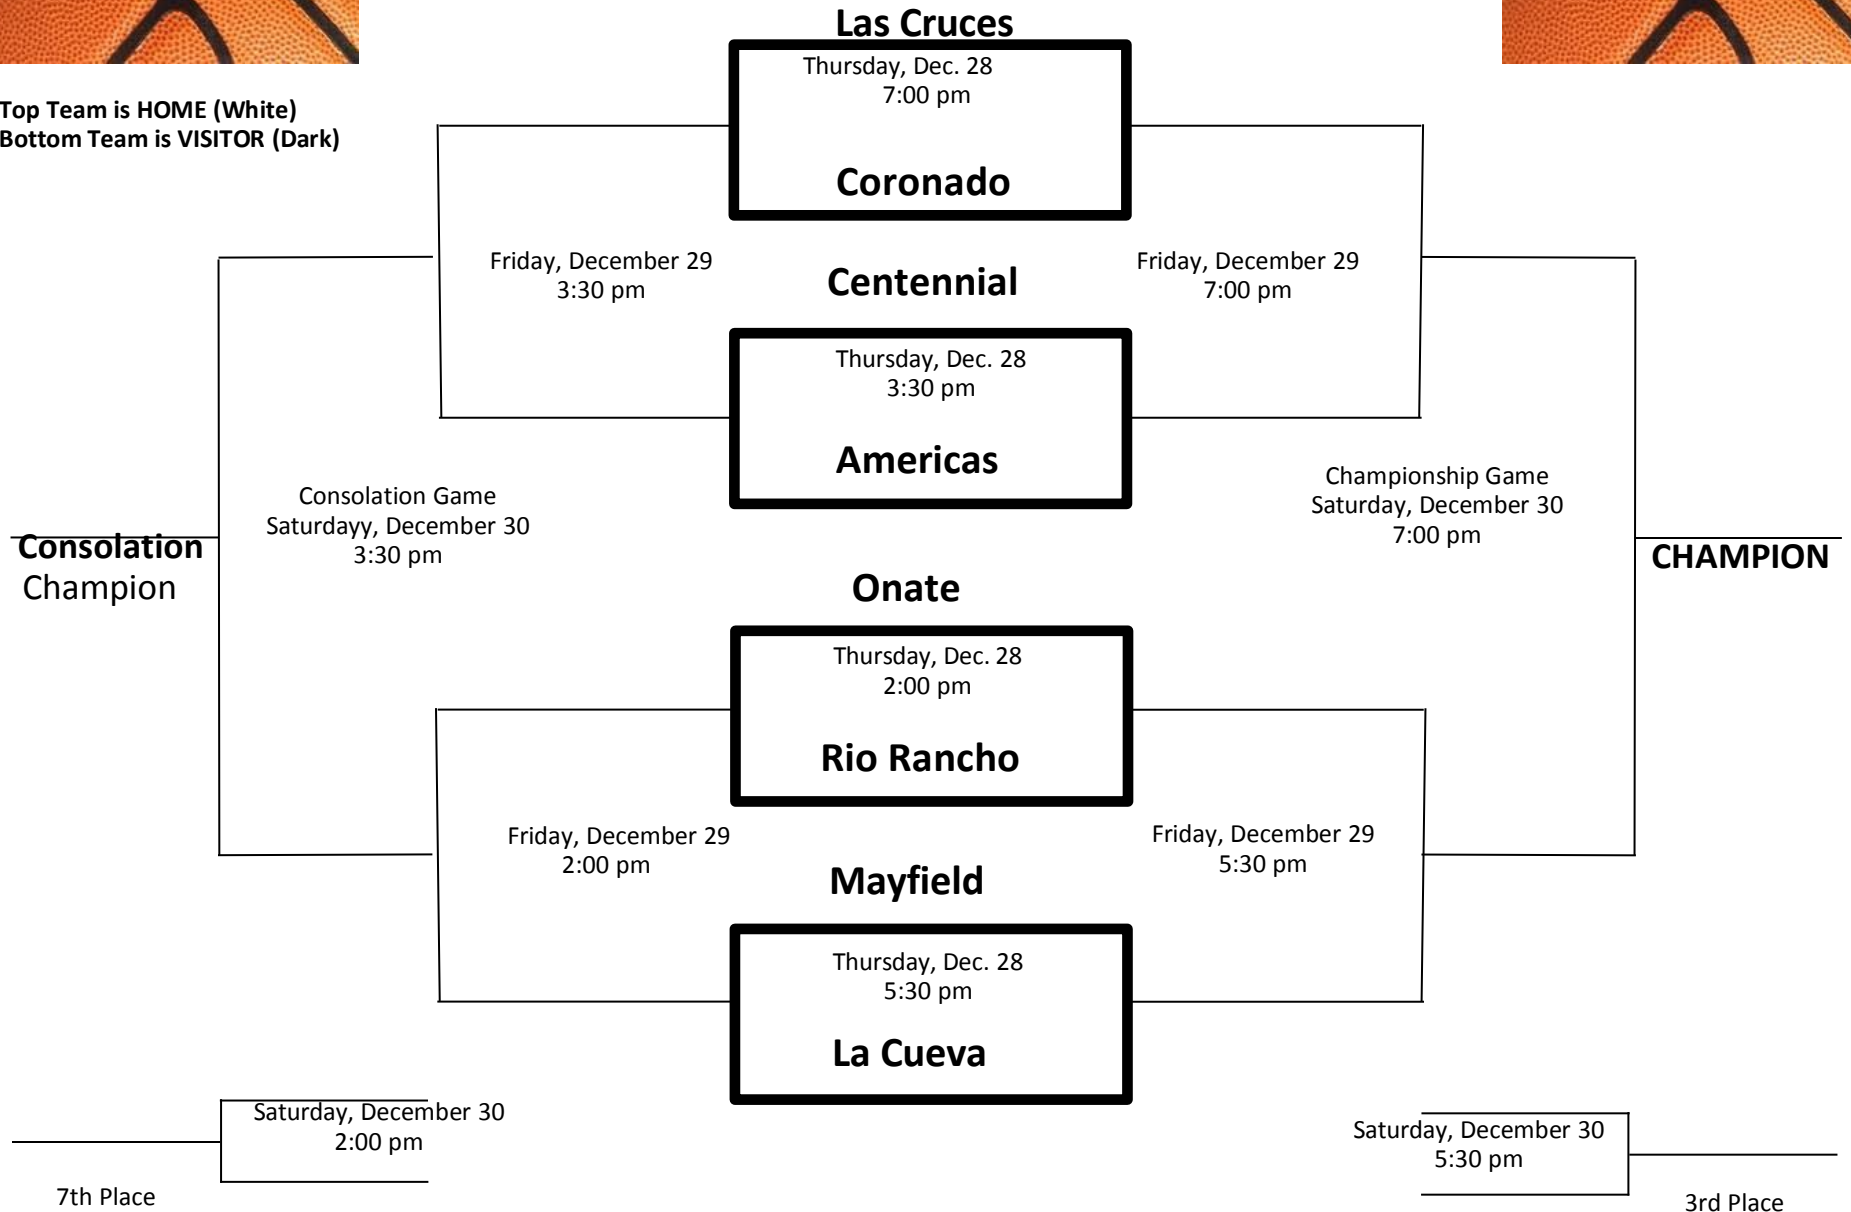 Las Cruces
Thursday, Dec. 28
7:00 pm
Top Team is HOME (White)
Bottom Team is VISITOR (Dark)
Coronado
Friday, December 29
3:30 pm
Centennial
Friday, December 29
7:00 pm
Thursday, Dec. 28
3:30 pm
Americas
Consolation Game
Saturdayy, December 30
3:30 pm
Championship Game
Saturday, December 30
7:00 pm
Consolation
Champion
CHAMPION
Onate
Thursday, Dec. 28
2:00 pm
Rio Rancho
Friday, December 29
2:00 pm
Mayfield
Friday, December 29
5:30 pm
Thursday, Dec. 28
5:30 pm
La Cueva
Saturday, December 30
2:00 pm
7th Place
Saturday, December 30
5:30 pm
3rd Place